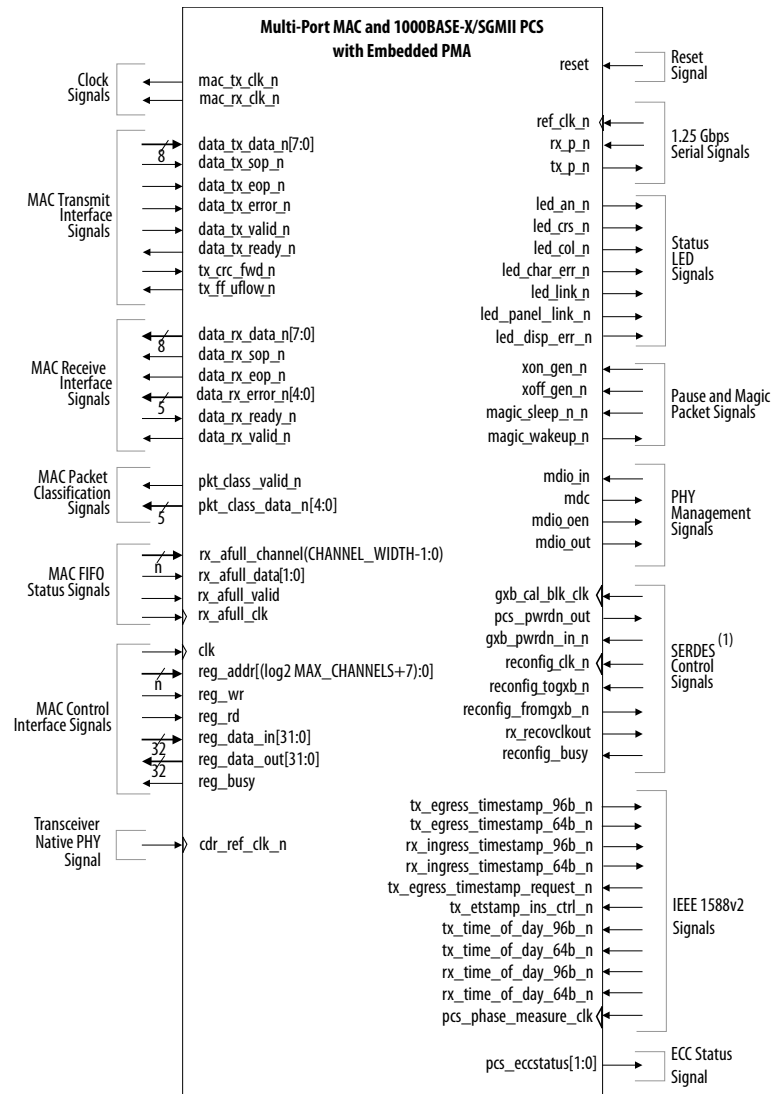 Multi-Port MAC and 1000BASE-X/SGMII PCS
with Embedded PMA
Clock
Signals
mac_tx_clk_n
mac_rx_clk_n
MAC Transmit
Interface
Signals
data_tx_data_n[7:0]
8
data_tx_sop_n
data_tx_eop_n
data_tx_error_n
data_tx_valid_n
data_tx_ready_n
tx_crc_fwd_n
tx_ff_uflow_n
MAC Receive
Interface
Signals
data_rx_data_n[7:0]
8
data_rx_sop_n
data_rx_eop_n
data_rx_error_n[4:0]
5
data_rx_ready_n
data_rx_valid_n
MAC Packet
Classification
Signals
pkt_class_valid_n
pkt_class_data_n[4:0]
5
MAC FIFO
Status Signals
rx_afull_channel(CHANNEL_WIDTH-1:0)
n
rx_afull_data[1:0]
rx_afull_valid
rx_afull_clk
MAC Control
Interface Signals
clk
reg_addr[(log2 MAX_CHANNELS+7):0]
n
reg_wr
reg_rd
reg_data_in[31:0]
32
reg_data_out[31:0]
32
reg_busy
Transceiver
Native PHY
Signal
cdr_ref_clk_n
reset
Reset
Signal
ref_clk_n
rx_p_n
tx_p_n
1.25 Gbps
Serial Signals
led_an_n
led_crs_n
led_col_n
led_char_err_n
led_link_n
led_panel_link_n
led_disp_err_n
Status
LED
Signals
xon_gen_n
xoff_gen_n
magic_sleep_n_n
magic_wakeup_n
Pause and Magic
Packet Signals
mdio_in
mdc
mdio_oen
mdio_out
PHY
Management
Signals
gxb_cal_blk_clk
pcs_pwrdn_out
gxb_pwrdn_in_n
reconfig_clk_n
reconfig_togxb_n
reconfig_fromgxb_n
rx_recovclkout
reconfig_busy
SERDES (1)
Control
Signals
tx_egress_timestamp_96b_n
tx_egress_timestamp_64b_n
rx_ingress_timestamp_96b_n
rx_ingress_timestamp_64b_n
tx_egress_timestamp_request_n
tx_etstamp_ins_ctrl_n
tx_time_of_day_96b_n
tx_time_of_day_64b_n
rx_time_of_day_96b_n
rx_time_of_day_64b_n
pcs_phase_measure_clk
IEEE 1588v2
Signals
pcs_eccstatus[1:0]
ECC Status
Signal